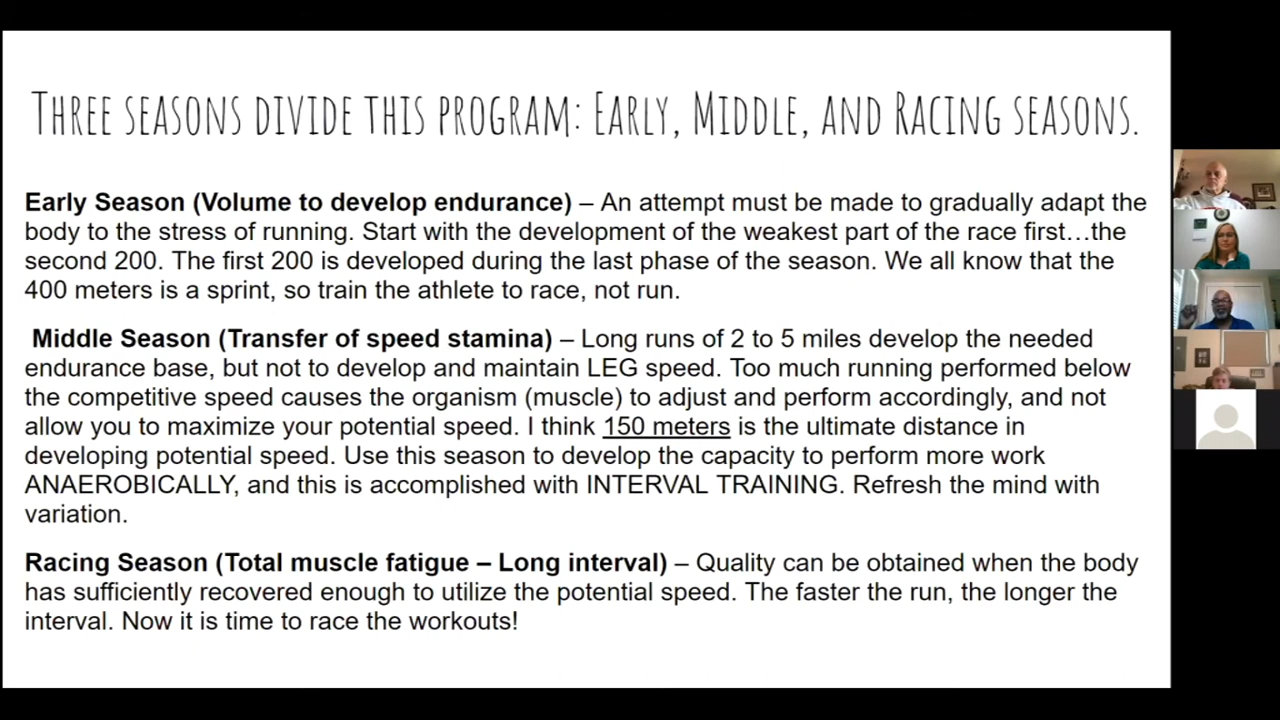 Three seasons divide this program: Early, Middle, and Racing seasons.
Early Season (Volume to develop endurance) – An attempt must be made to gradually adapt the
body to the stress of running. Start with the development of the weakest part of the race first…the
second 200. The first 200 is developed during the last phase of the season. We all know that the
400 meters is a sprint, so train the athlete to race, not run.
Middle Season (Transfer of speed stamina) – Long runs of 2 to 5 miles develop the needed
endurance base, but not to develop and maintain LEG speed. Too much running performed below
the competitive speed causes the organism (muscle) to adjust and perform accordingly, and not
allow you to maximize your potential speed. I think 150 meters is the ultimate distance in
developing potential speed. Use this season to develop the capacity to perform more work
ANAEROBICALLY, and this is accomplished with INTERVAL TRAINING. Refresh the mind with
variation.
Racing Season (Total muscle fatigue – Long interval) – Quality can be obtained when the body
has sufficiently recovered enough to utilize the potential speed. The faster the run, the longer the
interval. Now it is time to race the workouts!